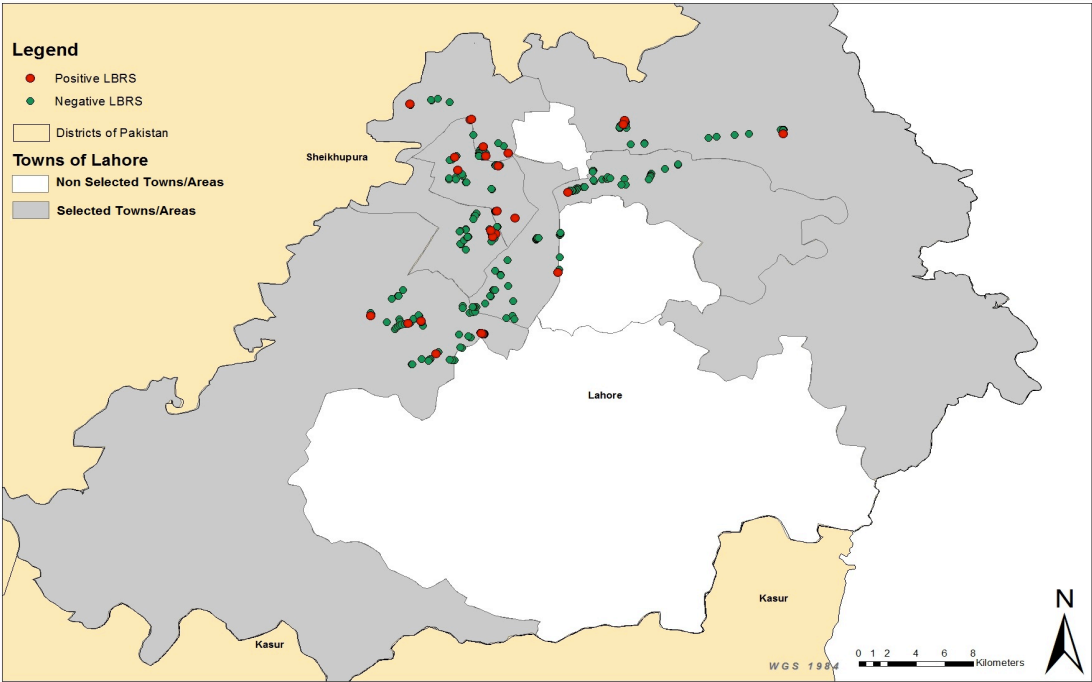 Legend
Positive LBRS
Negative LBRS
Districts of Pakistan
Towns of Lahore
Non Selected Towns/Areas
Selected Towns/Areas
Sheikhupura
Lahore
Kasur
Kasur
N
WGS 1984
0 1 2 4 6 8
Kilometers